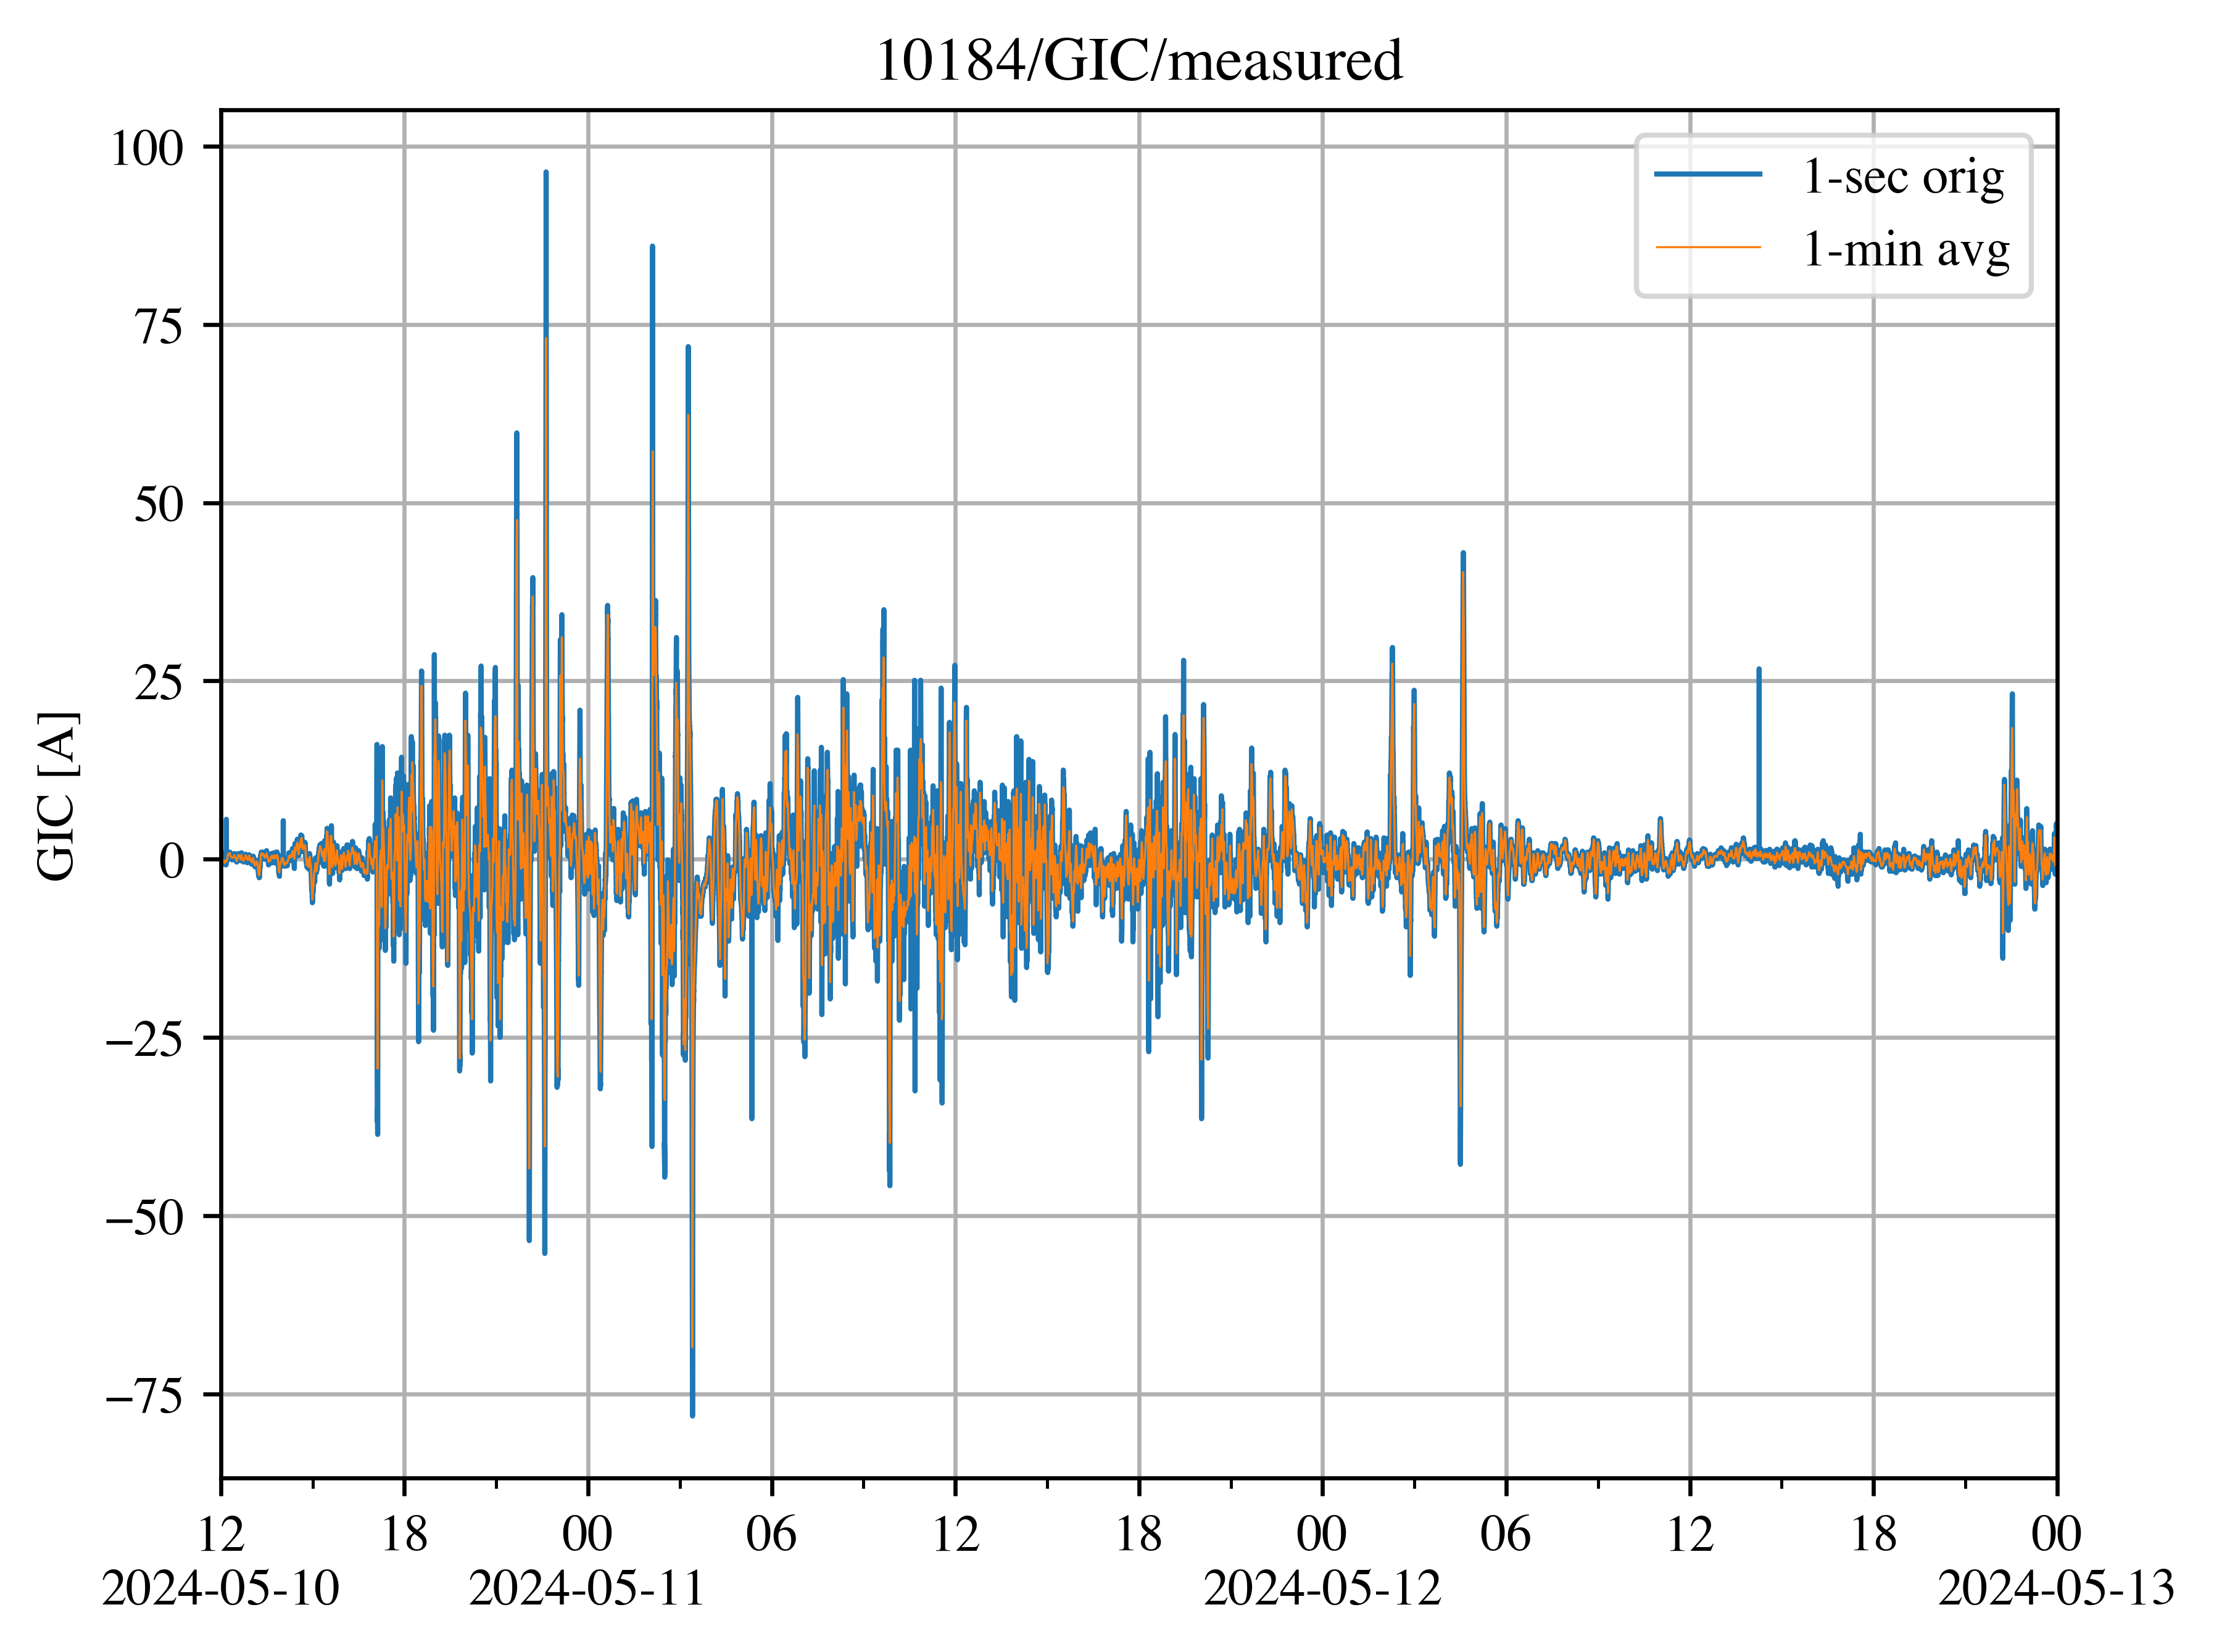 10184/GIC/measured
100
75
50
25
0
−25
−50
−75
GIC [A]
1-sec orig
1-min avg
12 18 00 06 12 18 00 06 12 18 00
2024-05-10 2024-05-11 2024-05-12 2024-05-13